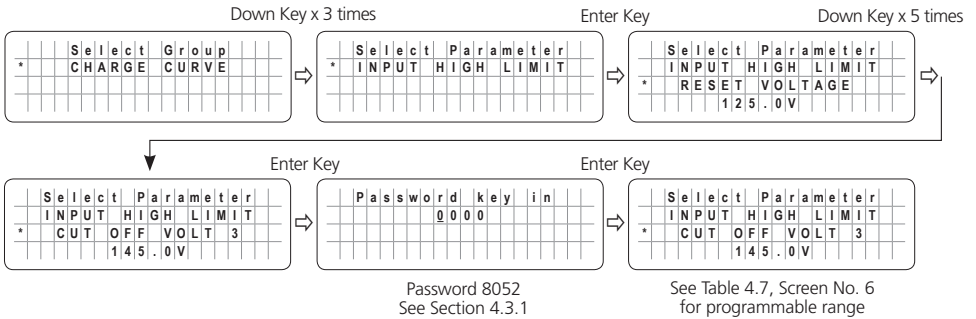 Down Key x 3 times
Enter Key
Down Key x 5 times
Select Group
* CHARGE CURVE
Select Parameter
* INPUT HIGH LIMIT
Select Parameter
INPUT HIGH LIMIT
* RESET VOLTAGE
125.0V
Enter Key
Enter Key
Select Parameter
INPUT HIGH LIMIT
* CUT OFF VOLT 3
145.0V
Password key in
0000
Password 8052
See Section 4.3.1
Select Parameter
INPUT HIGH LIMIT
* CUT OFF VOLT 3
145.0V
See Table 4.7, Screen No. 6
for programmable range